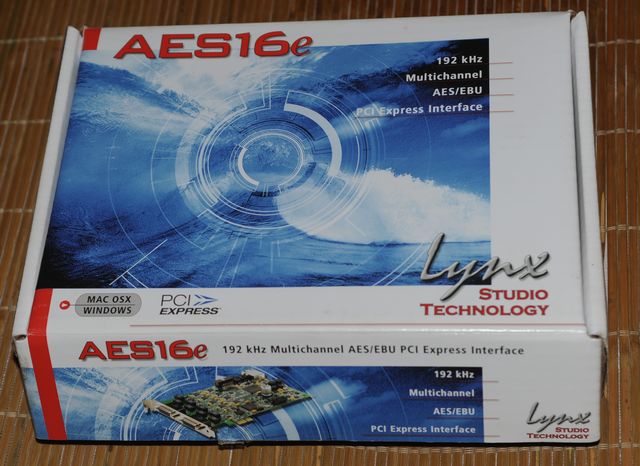 AES16e
192 kHz
Multichannel
AES/EBU
PCI Express Interface
Lynx
STUDIO
TECHNOLOGY
MAC OSX
WINDOWS
PCI
EXPRESS
AES16e 192 kHz Multichannel AES/EBU PCI Express Interface
192 kHz
Multichannel
AES/EBU
PCI Express Interface
Lynx
STUDIO
TECHNOLOGY